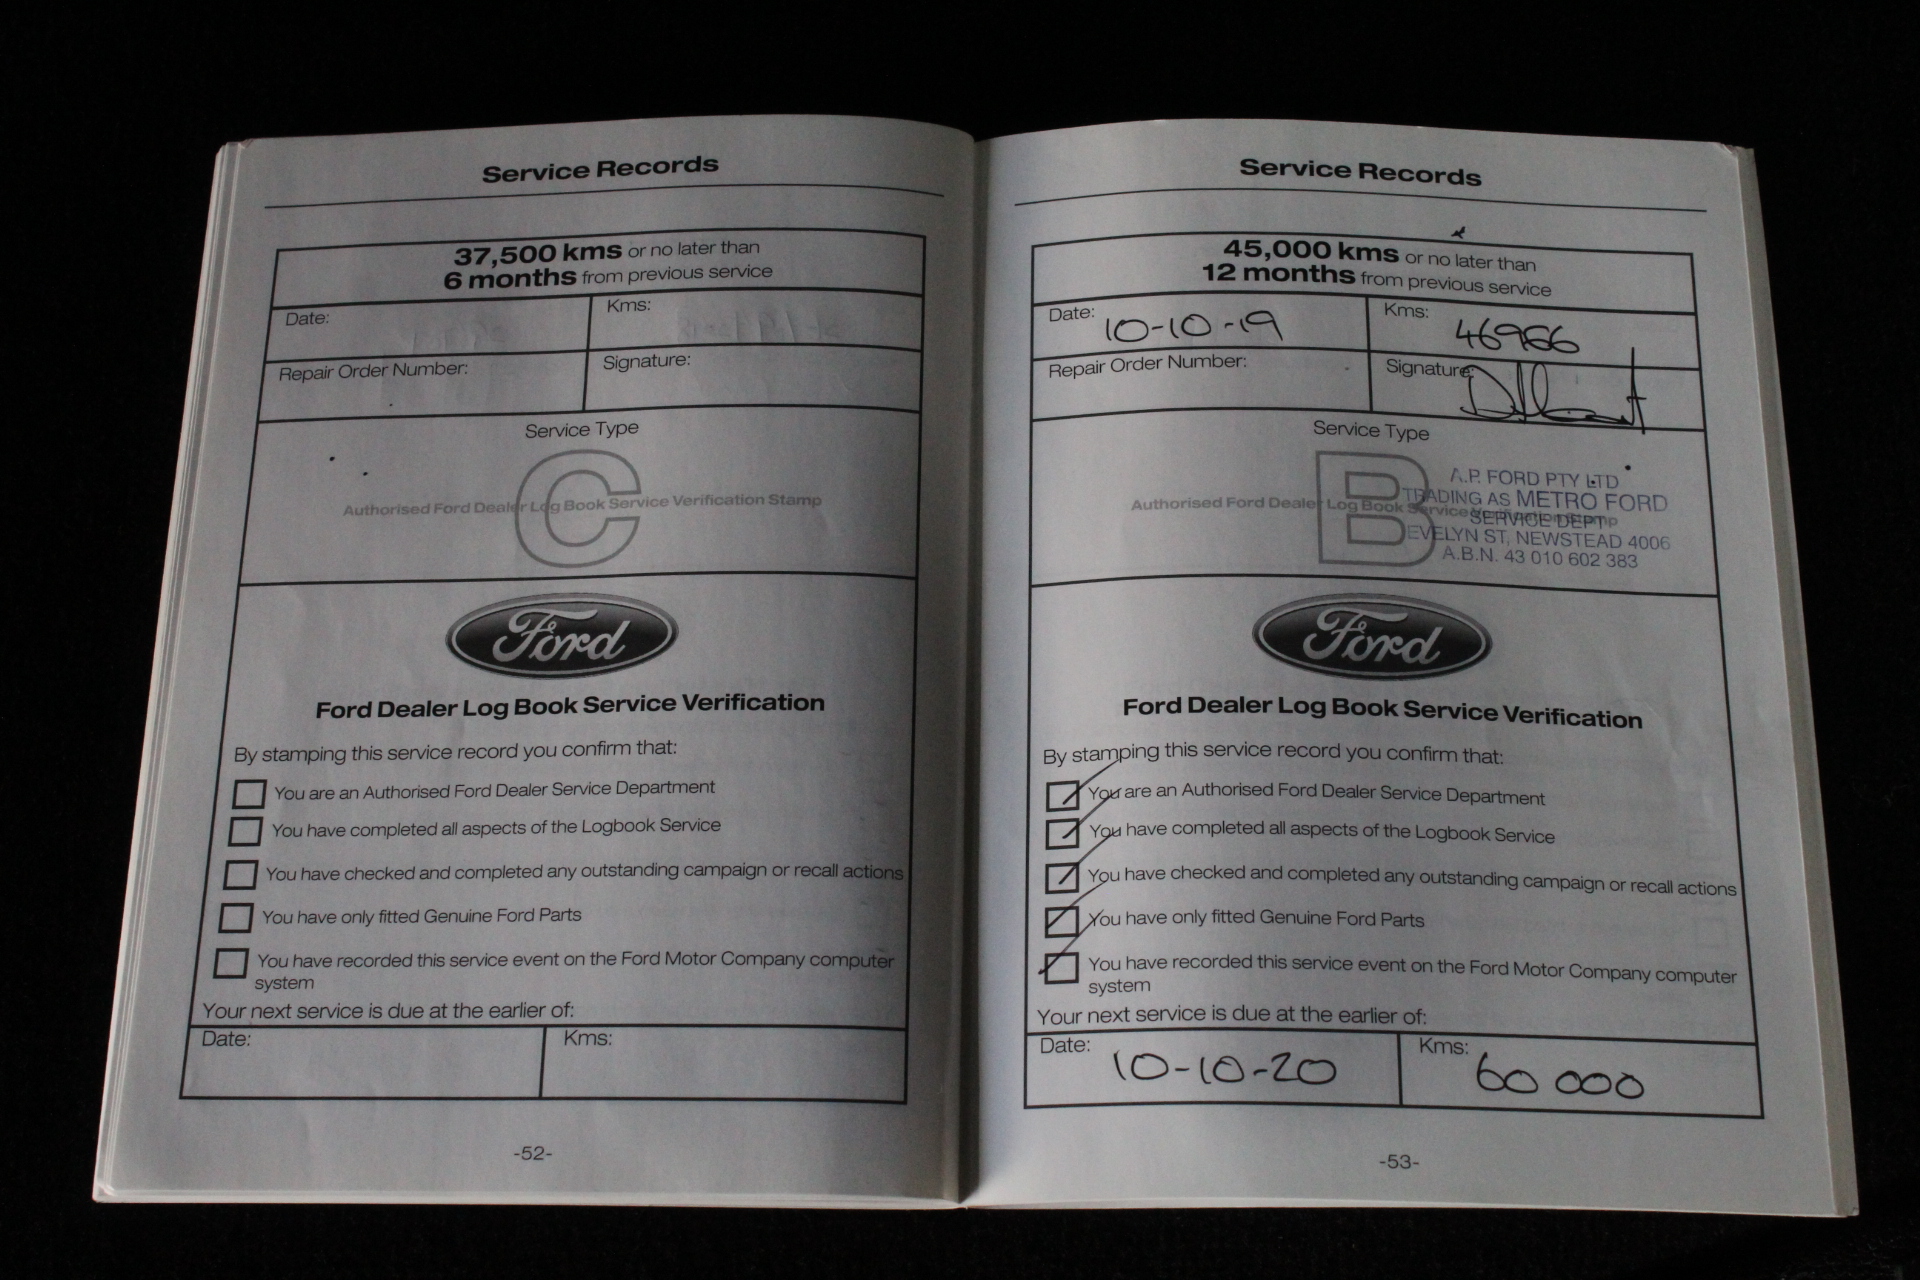 Service Records
37,500 kms or no later than
6 months from previous service
Date:
Kms:
Repair Order Number:
Signature:
Service Type
C
Authorised Ford Dealer Log Book Service Verification Stamp
Ford
Ford Dealer Log Book Service Verification
By stamping this service record you confirm that:
You are an Authorised Ford Dealer Service Department
You have completed all aspects of the Logbook Service
You have checked and completed any outstanding campaign or recall actions
You have only fitted Genuine Ford Parts
You have recorded this service event on the Ford Motor Company computer
system
Your next service is due at the earlier of:
Date:
Kms:
-52-
Service Records
45,000 kms or no later than
12 months from previous service
Date: 10-10-19
Kms: 46966
Repair Order Number:
Signature:
Service Type
B
Authorised Ford Dealer Log Book Service Verification Stamp
A.P. FORD PTY LTD
TRADING AS METRO FORD
SERVICE DEPT
EVELYN ST, NEWSTEAD 4006
A.B.N. 43 010 602 383
Ford
Ford Dealer Log Book Service Verification
By stamping this service record you confirm that:
You are an Authorised Ford Dealer Service Department
You have completed all aspects of the Logbook Service
You have checked and completed any outstanding campaign or recall actions
You have only fitted Genuine Ford Parts
You have recorded this service event on the Ford Motor Company computer
system
Your next service is due at the earlier of:
Date: 10-10-20
Kms: 60 000
-53-